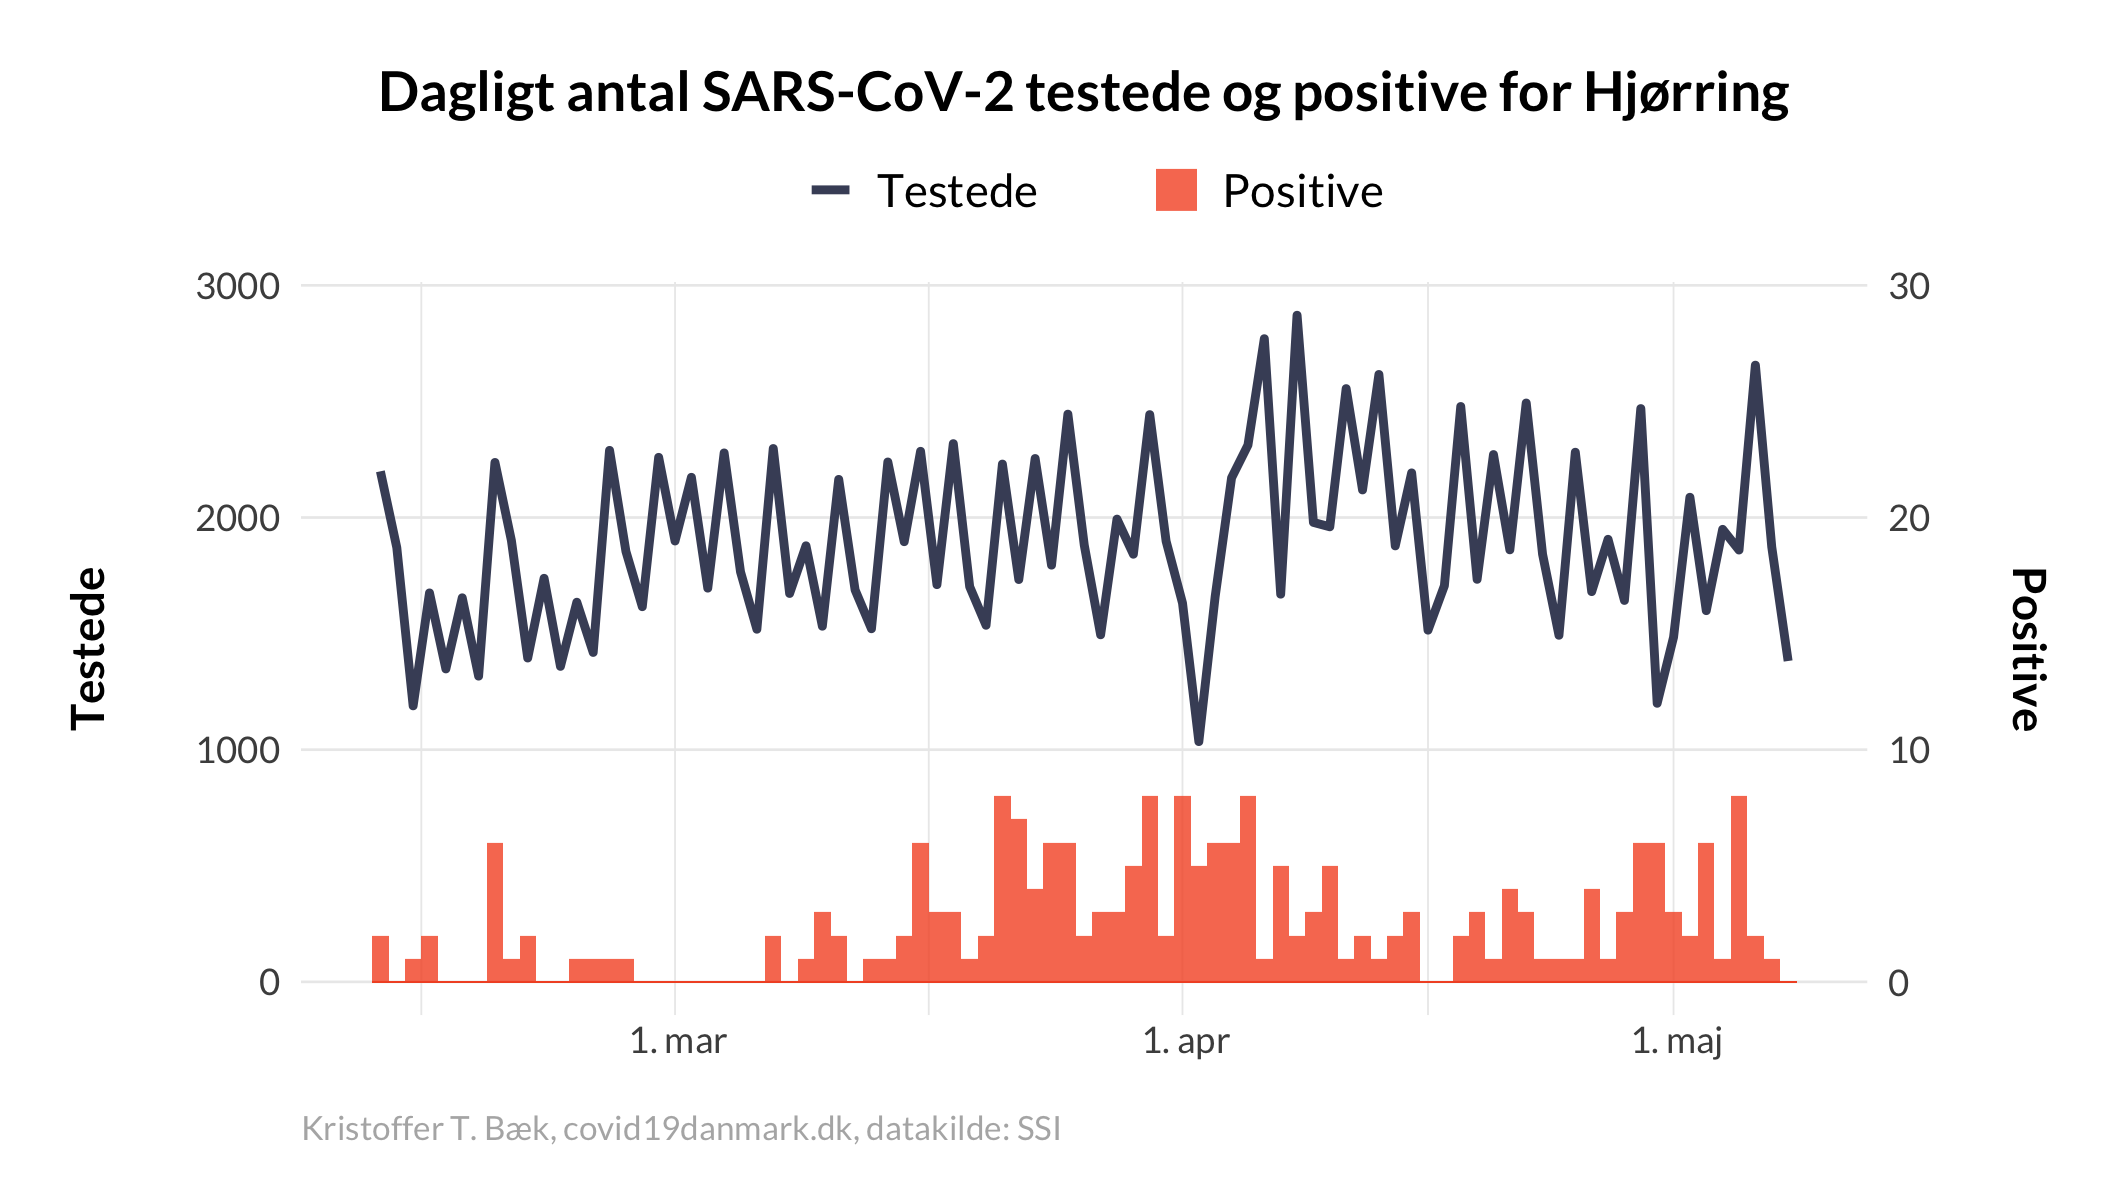 Dagligt antal SARS-CoV-2 testede og positive for Hjørring
Testede
Positive
3000
2000
1000
0
30
20
10
0
Testede
Positive
1. mar
1. apr
1. maj
Kristoffer T. Bæk, covid19danmark.dk, datakilde: SSI